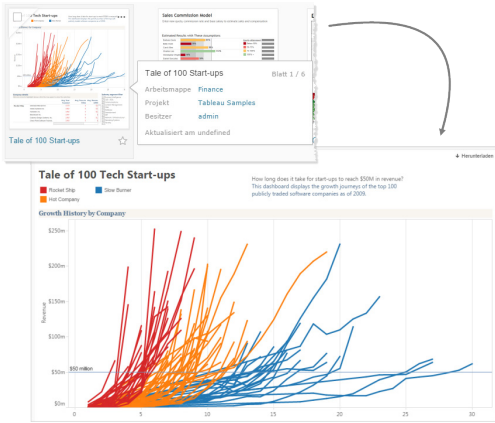 Tech Start-ups
Sales Commission Model
Tale of 100 Start-ups
Tale of 100 Start-ups
Blatt 1 / 6
Arbeitsmappe
Finance
Projekt
Tableau Samples
Besitzer
admin
Aktualisiert am undefined
Herunterladen
Tale of 100 Tech Start-ups
How long does it take for start-ups to reach $50M in revenue?
This dashboard displays the growth journeys of the top 100
publicly traded software companies as of 2009.
Rocket Ship
Slow Burner
Hot Company
Growth History by Company
$250m
$200m
$150m
Revenue
$100m
$50 million
$50m
$0m
0
5
10
15
20
25
30